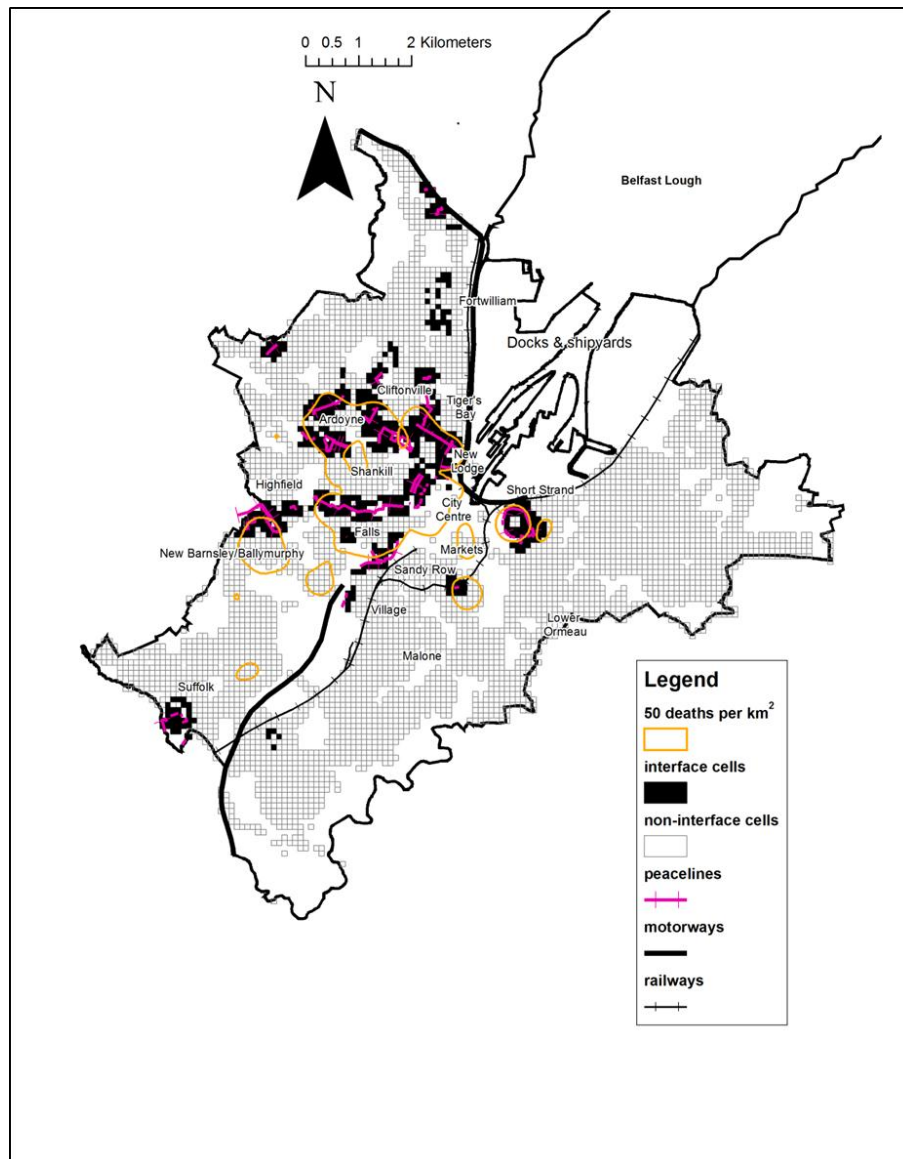 0 0.5 1 2 Kilometers
N
Belfast Lough
Fortwilliam
Docks & shipyards
Cliftonville
Tiger's
Bay
Ardoyne
New
Lodge
Shankill
Highfield
Short Strand
City
Centre
Falls
Markets
New Barnsley/Ballymurphy
Sandy Row
Village
Lower
Ormeau
Malone
Suffolk
Legend
50 deaths per km²
interface cells
non-interface cells
peacelines
motorways
railways